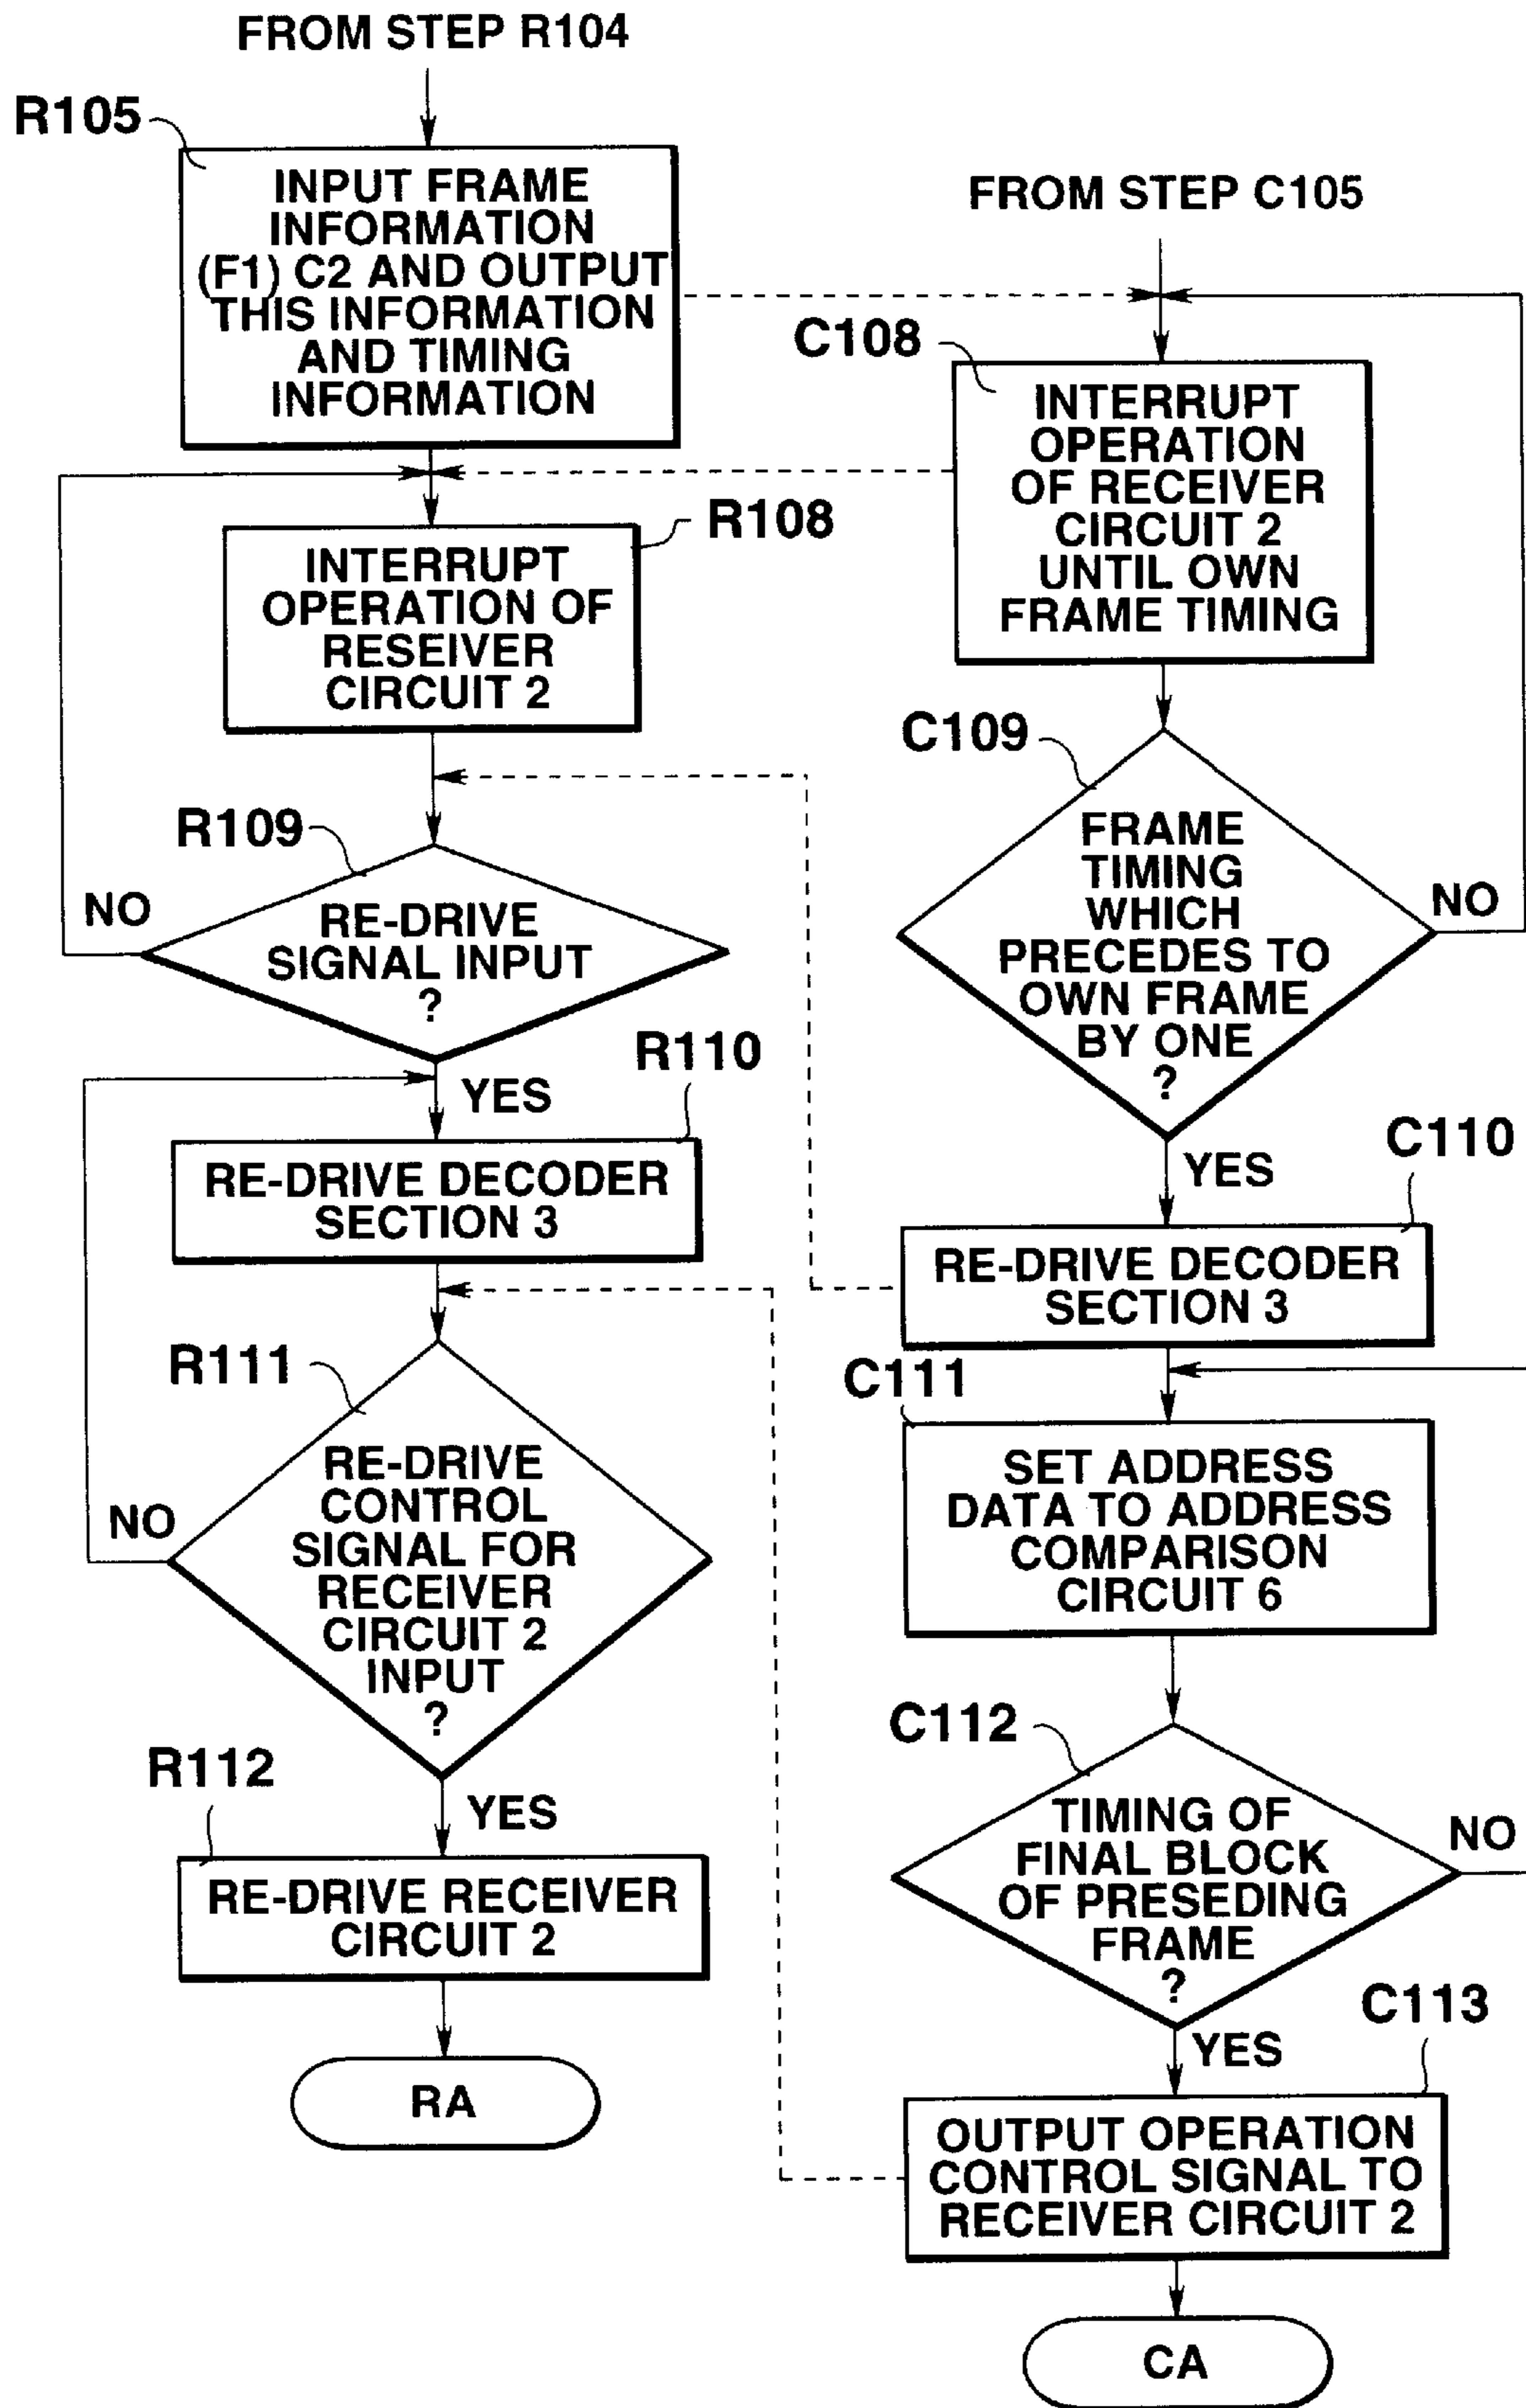 FROM STEP R104
R105
INPUT FRAME
INFORMATION
(F1) C2 AND OUTPUT
THIS INFORMATION
AND TIMING
INFORMATION
R108
INTERRUPT
OPERATION OF
RESEIVER
CIRCUIT 2
R109
NO
RE-DRIVE
SIGNAL INPUT
?
YES
R110
RE-DRIVE DECODER
SECTION 3
R111
NO
RE-DRIVE
CONTROL
SIGNAL FOR
RECEIVER
CIRCUIT 2
INPUT
?
YES
R112
RE-DRIVE RECEIVER
CIRCUIT 2
RA
FROM STEP C105
C108
INTERRUPT
OPERATION
OF RECEIVER
CIRCUIT 2
UNTIL OWN
FRAME TIMING
C109
FRAME
TIMING
WHICH
PRECEDES TO
OWN FRAME
BY ONE
?
NO
YES
C110
RE-DRIVE DECODER
SECTION 3
C111
SET ADDRESS
DATA TO ADDRESS
COMPARISON
CIRCUIT 6
C112
TIMING OF
FINAL BLOCK
OF PRESEDING
FRAME
?
NO
YES
C113
OUTPUT OPERATION
CONTROL SIGNAL TO
RECEIVER CIRCUIT 2
CA